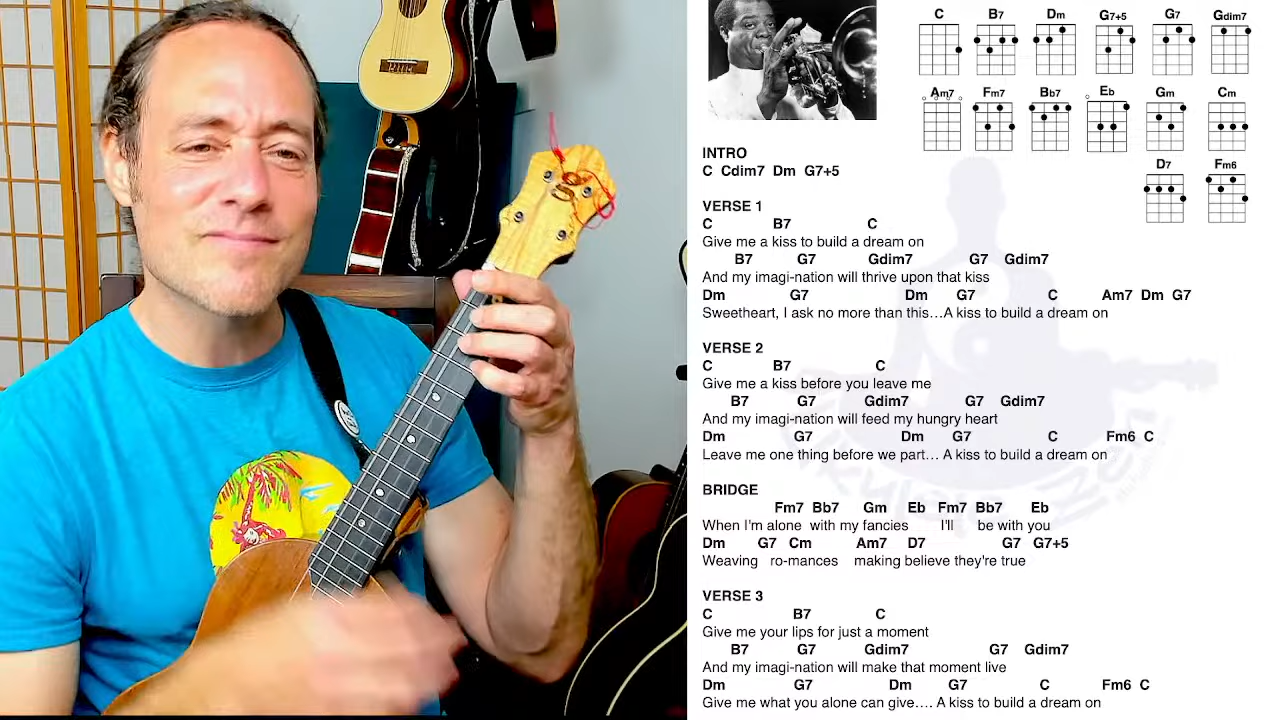 C B7 Dm G7+5 G7 Gdim7
Am7 Fm7 Bb7 Eb Gm Cm
D7 Fm6
INTRO
C Cdim7 Dm G7+5
VERSE 1
C B7 C
Give me a kiss to build a dream on
B7 G7 Gdim7 G7 Gdim7
And my imagi-nation will thrive upon that kiss
Dm G7 Dm G7 C Am7 Dm G7
Sweetheart, I ask no more than this…A kiss to build a dream on
VERSE 2
C B7 C
Give me a kiss before you leave me
B7 G7 Gdim7 G7 Gdim7
And my imagi-nation will feed my hungry heart
Dm G7 Dm G7 C Fm6 C
Leave me one thing before we part… A kiss to build a dream on
BRIDGE
Fm7 Bb7 Gm Eb Fm7 Bb7 Eb
When I'm alone with my fancies I'll be with you
Dm G7 Cm Am7 D7 G7 G7+5
Weaving ro-mances making believe they're true
VERSE 3
C B7 C
Give me your lips for just a moment
B7 G7 Gdim7 G7 Gdim7
And my imagi-nation will make that moment live
Dm G7 Dm G7 C Fm6 C
Give me what you alone can give…. A kiss to build a dream on